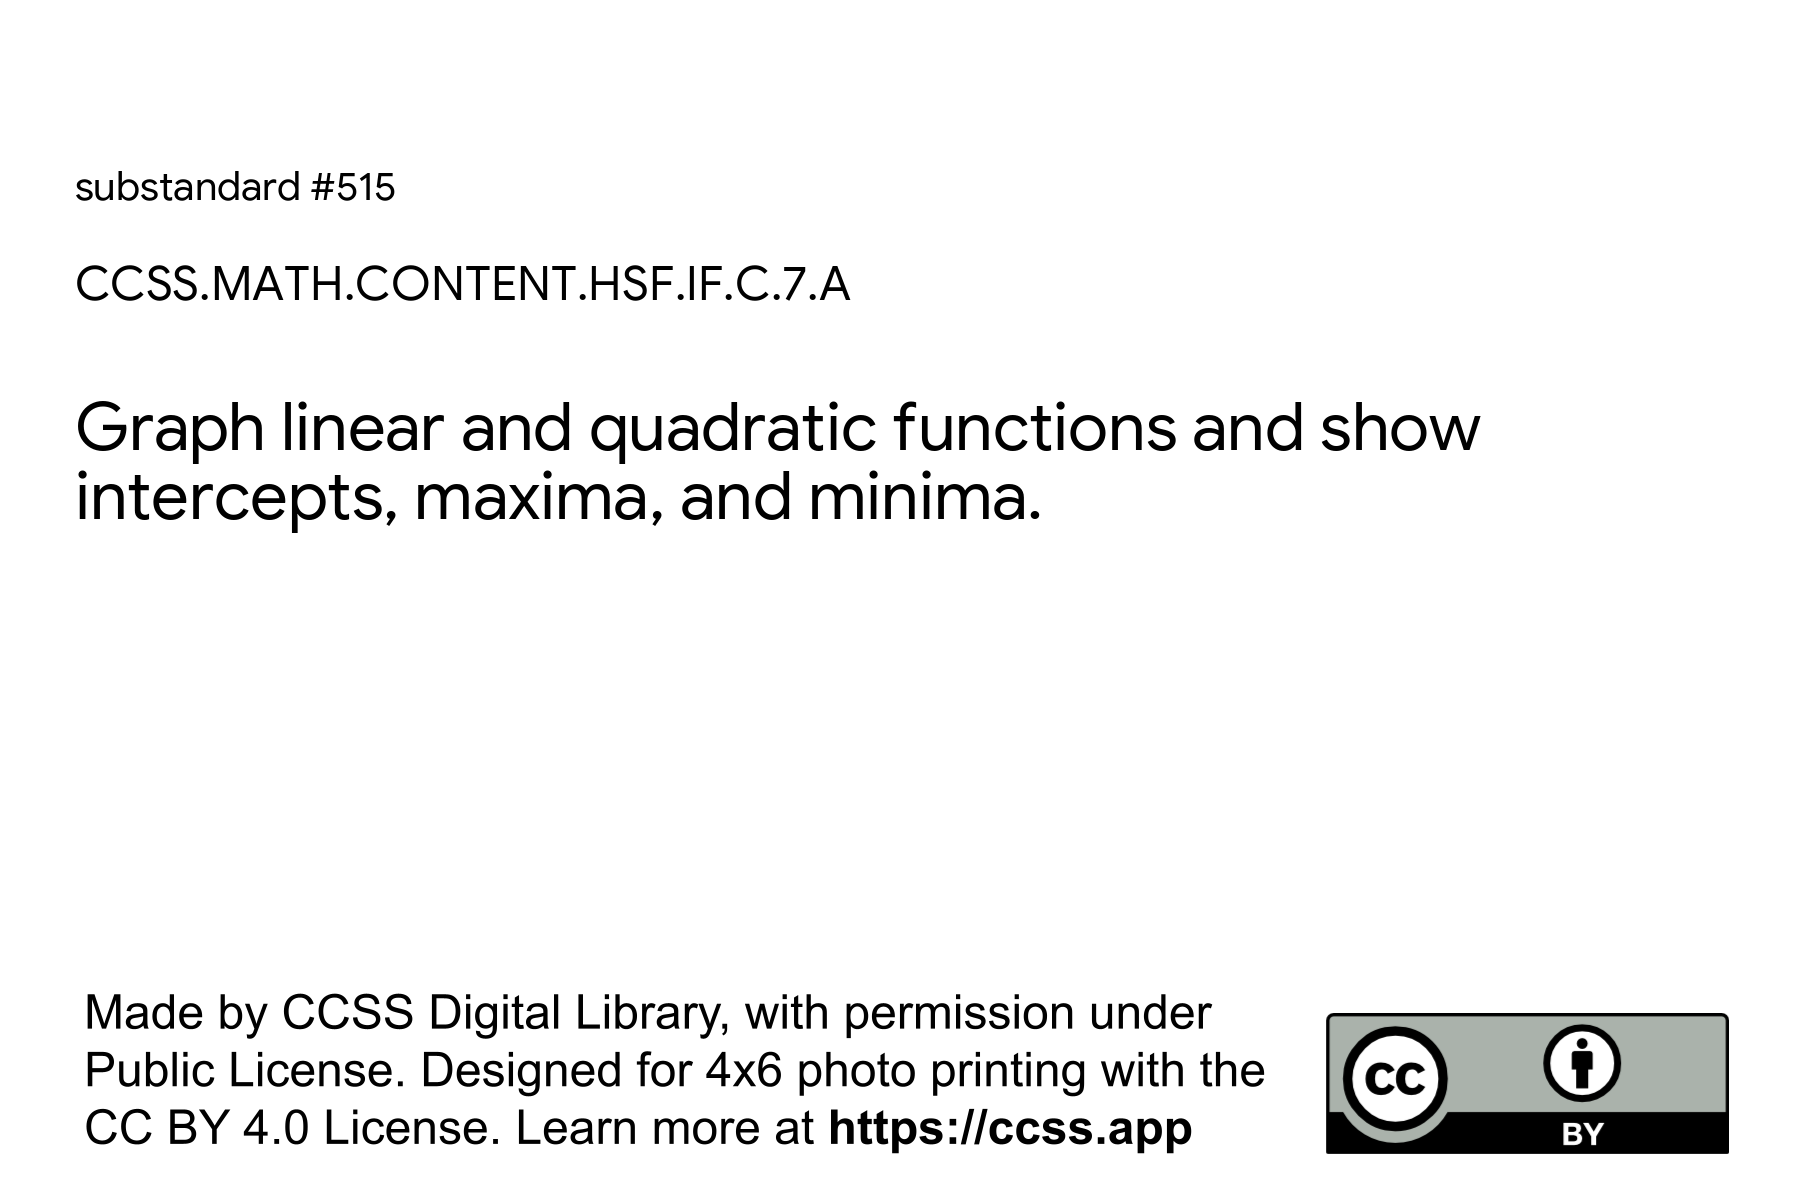 substandard #515
CCSS.MATH.CONTENT.HSF.IF.C.7.A
Graph linear and quadratic functions and show
intercepts, maxima, and minima.
Made by CCSS Digital Library, with permission under
Public License. Designed for 4x6 photo printing with the
CC BY 4.0 License. Learn more at https://ccss.app
CC
BY